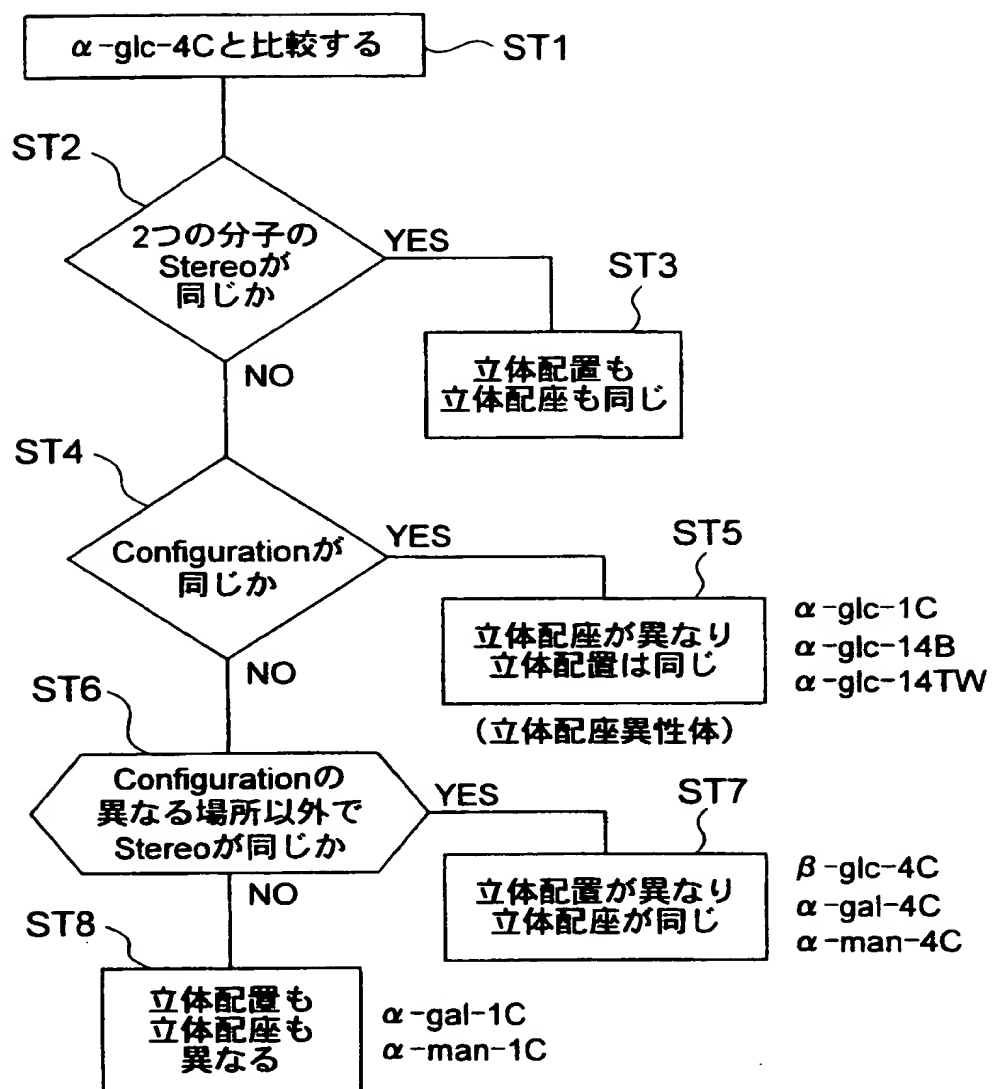 α-glc-4Cと比較する
ST1
ST2
2つの分子の
Stereoが
同じか
YES
ST3
立体配置も
立体配座も同じ
NO
ST4
Configurationが
同じか
YES
ST5
立体配座が異なり
立体配置は同じ
(立体配座異性体)
α-glc-1C
α-glc-14B
α-glc-14TW
NO
ST6
Configurationの
異なる場所以外で
Stereoが同じか
YES
ST7
立体配置が異なり
立体配座が同じ
β-glc-4C
α-gal-4C
α-man-4C
NO
ST8
立体配置も
立体配座も
異なる
α-gal-1C
α-man-1C